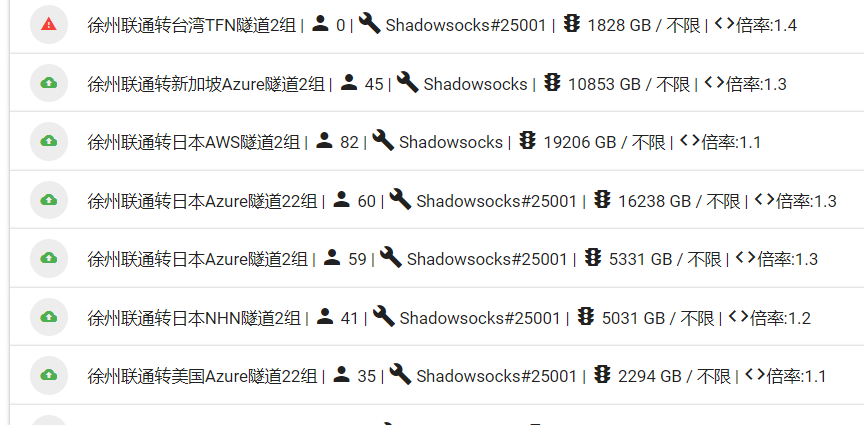 徐州联通转台湾TFN隧道2组 | 0 | Shadowsocks#25001 | 1828 GB / 不限 | <>倍率:1.4
徐州联通转新加坡Azure隧道2组 | 45 | Shadowsocks | 10853 GB / 不限 | <>倍率:1.3
徐州联通转日本AWS隧道2组 | 82 | Shadowsocks | 19206 GB / 不限 | <>倍率:1.1
徐州联通转日本Azure隧道22组 | 60 | Shadowsocks#25001 | 16238 GB / 不限 | <>倍率:1.3
徐州联通转日本Azure隧道2组 | 59 | Shadowsocks#25001 | 5331 GB / 不限 | <>倍率:1.3
徐州联通转日本NHN隧道2组 | 41 | Shadowsocks#25001 | 5031 GB / 不限 | <>倍率:1.2
徐州联通转美国Azure隧道22组 | 35 | Shadowsocks#25001 | 2294 GB / 不限 | <>倍率:1.1